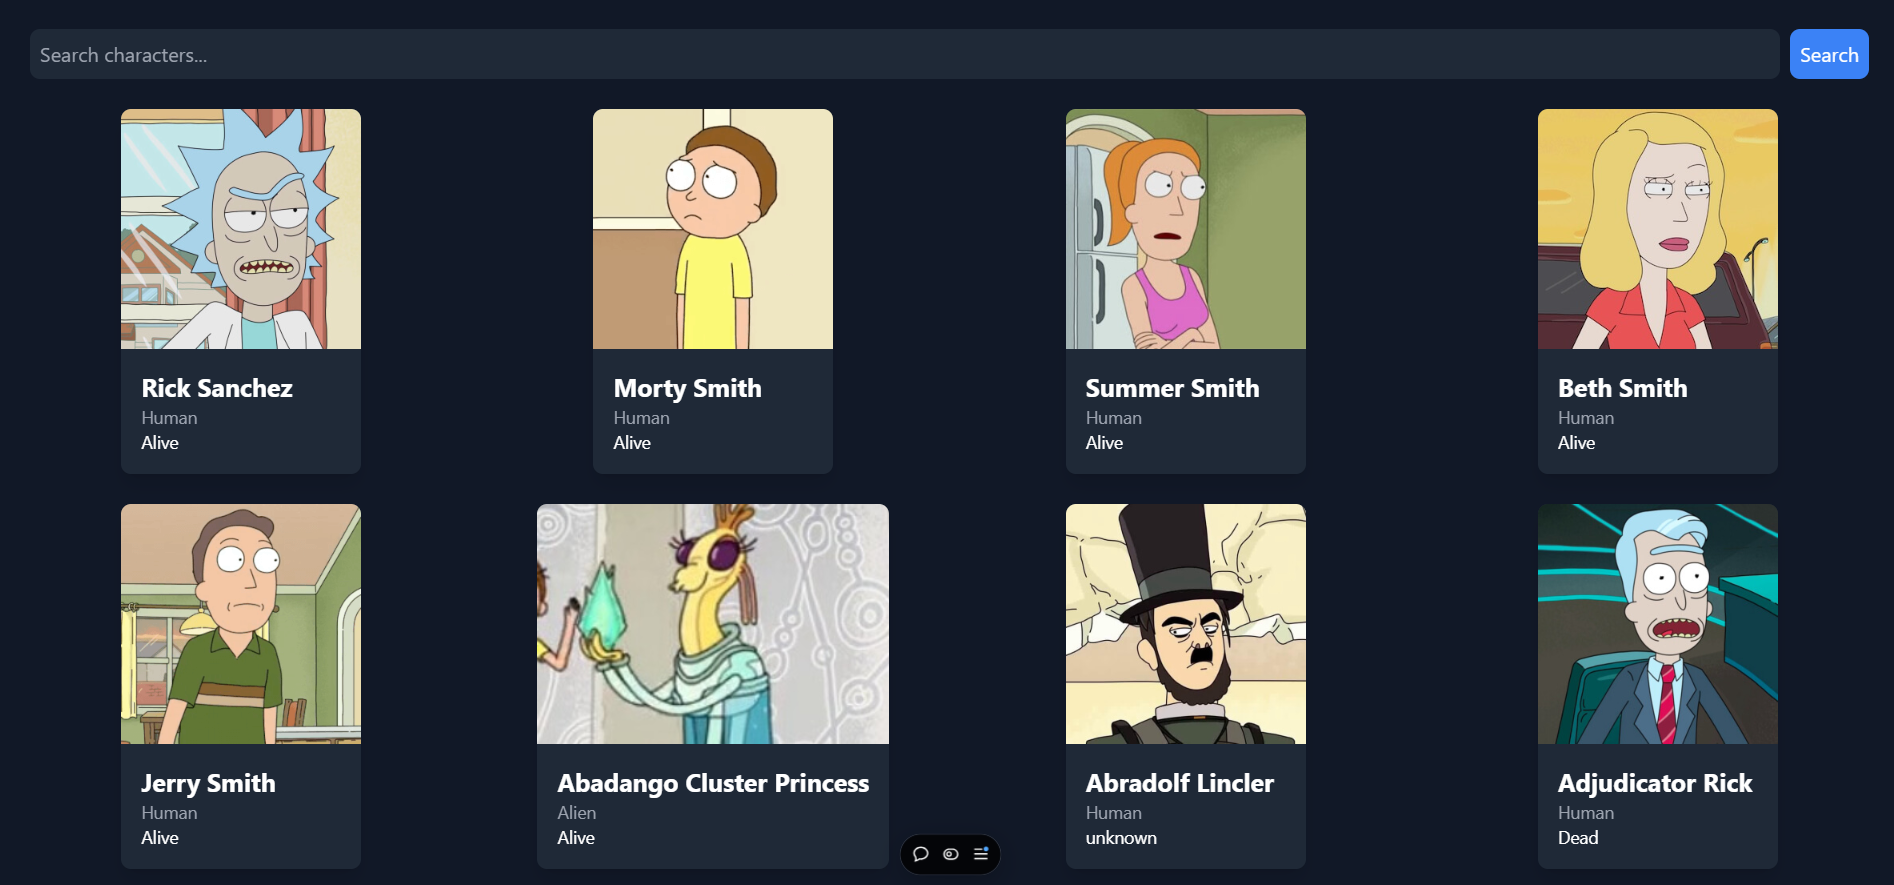 Search characters...
Search
Rick Sanchez
Human
Alive
Morty Smith
Human
Alive
Summer Smith
Human
Alive
Beth Smith
Human
Alive
Jerry Smith
Human
Alive
Abadango Cluster Princess
Alien
Alive
Abradolf Lincler
Human
unknown
Adjudicator Rick
Human
Dead